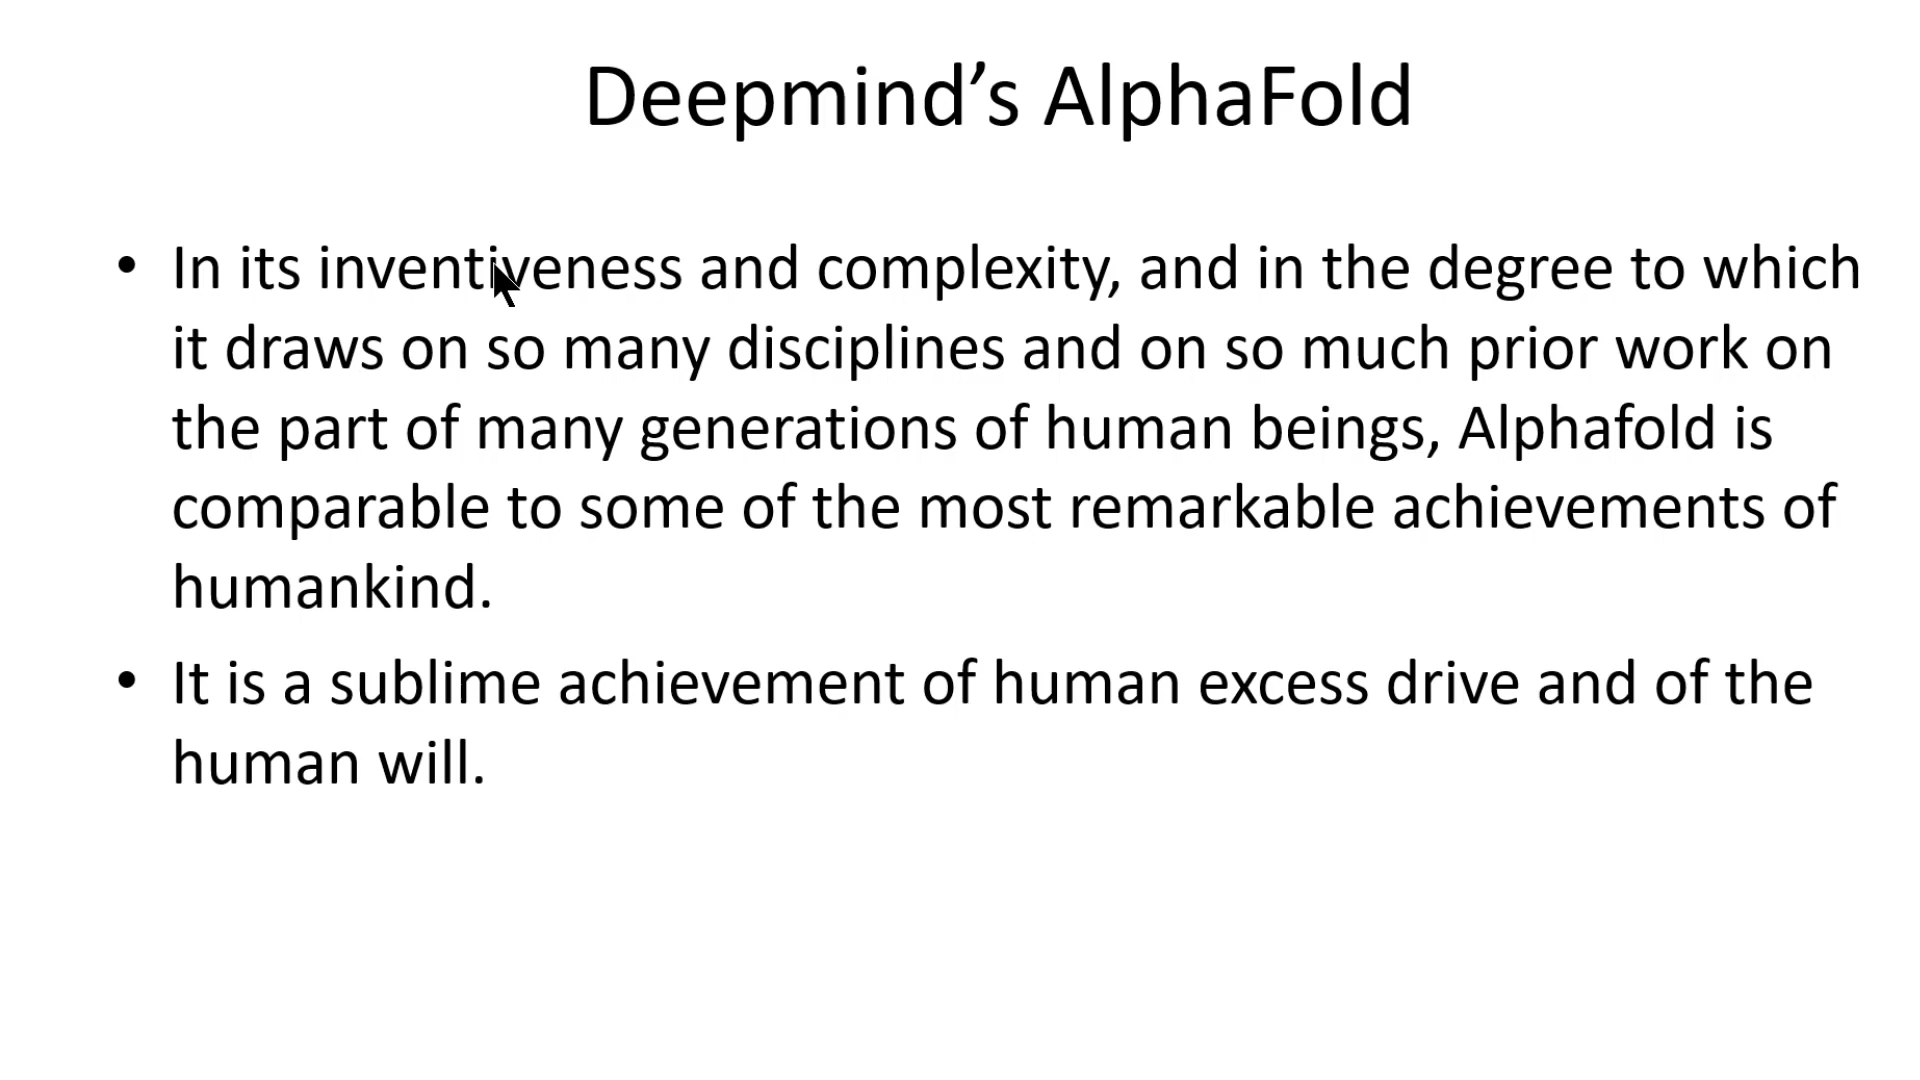 Deepmind’s AlphaFold
• In its inventiveness and complexity, and in the degree to which
it draws on so many disciplines and on so much prior work on
the part of many generations of human beings, Alphafold is
comparable to some of the most remarkable achievements of
humankind.
• It is a sublime achievement of human excess drive and of the
human will.